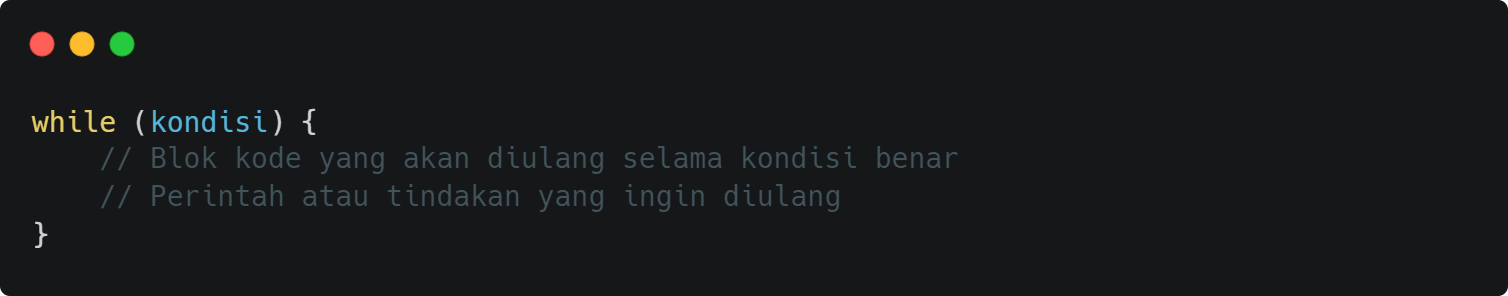 while (kondisi) {
    // Blok kode yang akan diulang selama kondisi benar
    // Perintah atau tindakan yang ingin diulang
}